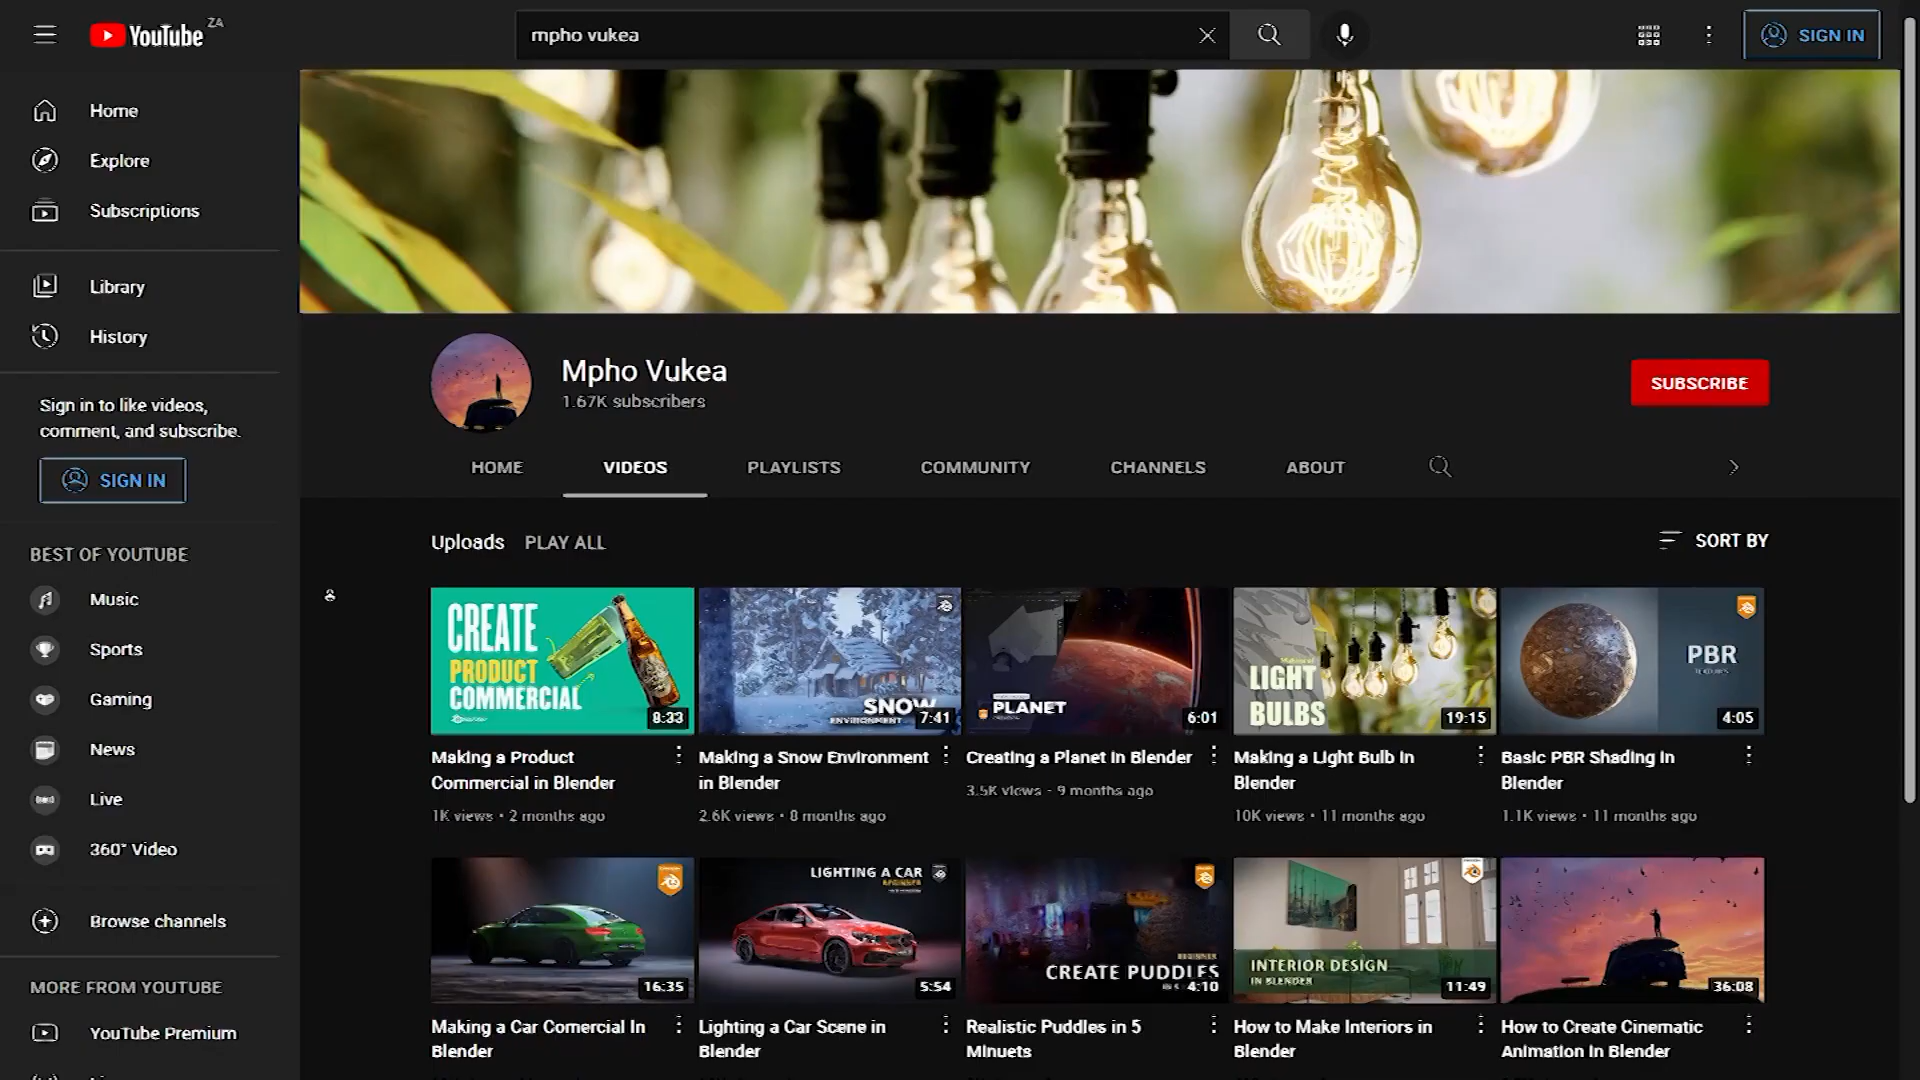 YouTube ZA
mpho vukea
SIGN IN
Home
Explore
Subscriptions
Library
History
Sign in to like videos,
comment, and subscribe.
SIGN IN
BEST OF YOUTUBE
Music
Sports
Gaming
News
Live
360° Video
Browse channels
MORE FROM YOUTUBE
YouTube Premium
Mpho Vukea
1.67K subscribers
SUBSCRIBE
HOME VIDEOS PLAYLISTS COMMUNITY CHANNELS ABOUT
Uploads PLAY ALL
SORT BY
CREATE
PRODUCT
COMMERCIAL
8:33
Making a Product
Commercial in Blender
1K views • 2 months ago
SNOW
ENVIRONMENT
7:41
Making a Snow Environment
in Blender
2.6K views • 8 months ago
PLANET
6:01
Creating a Planet in Blender
3.5K views • 9 months ago
Making of
LIGHT
BULBS
19:15
Making a Light Bulb in
Blender
10K views • 11 months ago
PBR
TEXTURES
4:05
Basic PBR Shading in
Blender
1.1K views • 11 months ago
16:35
Making a Car Comercial In
Blender
LIGHTING A CAR
BEGINNER
5:54
Lighting a Car Scene in
Blender
BEGINNER
CREATE PUDDLES
4:10
Realistic Puddles in 5
Minuets
INTERIOR DESIGN
IN BLENDER
11:49
How to Make Interiors in
Blender
36:08
How to Create Cinematic
Animation In Blender